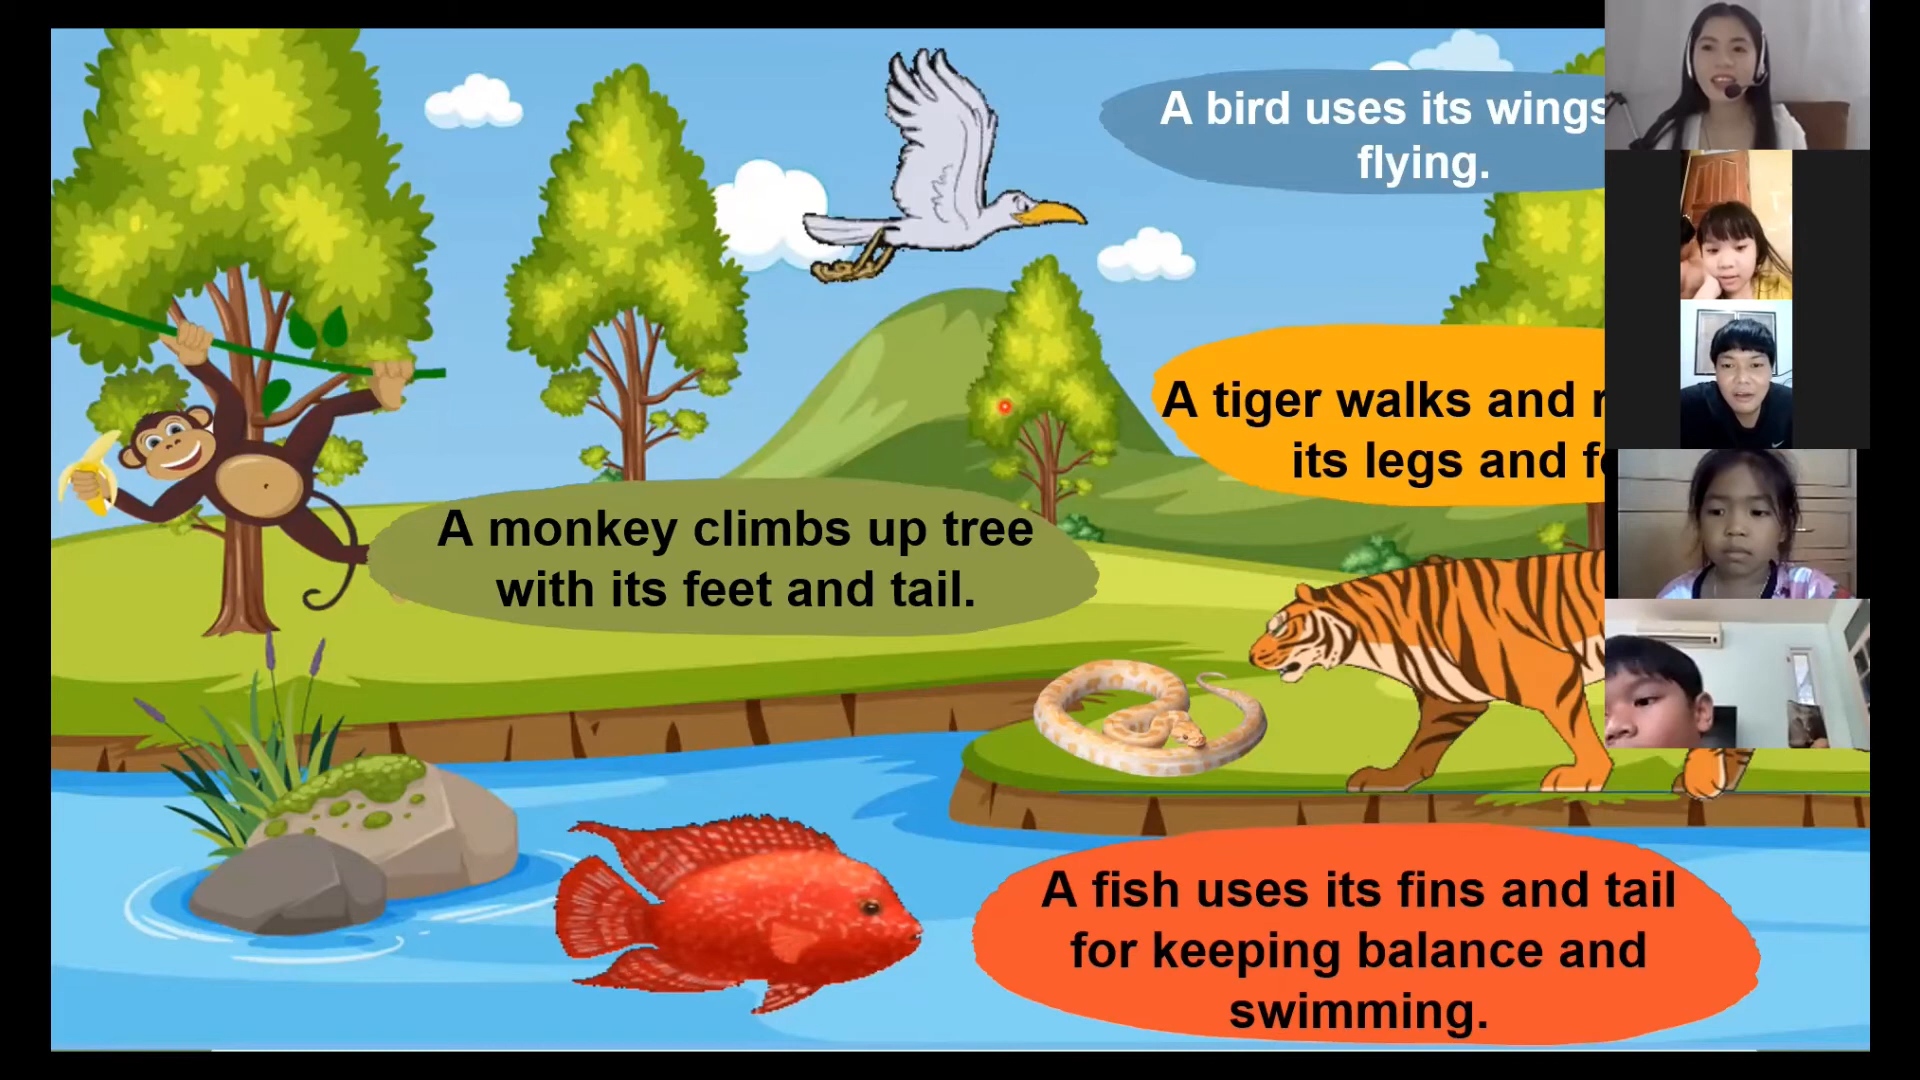 A bird uses its wings
flying.
A tiger walks and
its legs and
A monkey climbs up tree
with its feet and tail.
A fish uses its fins and tail
for keeping balance and
swimming.